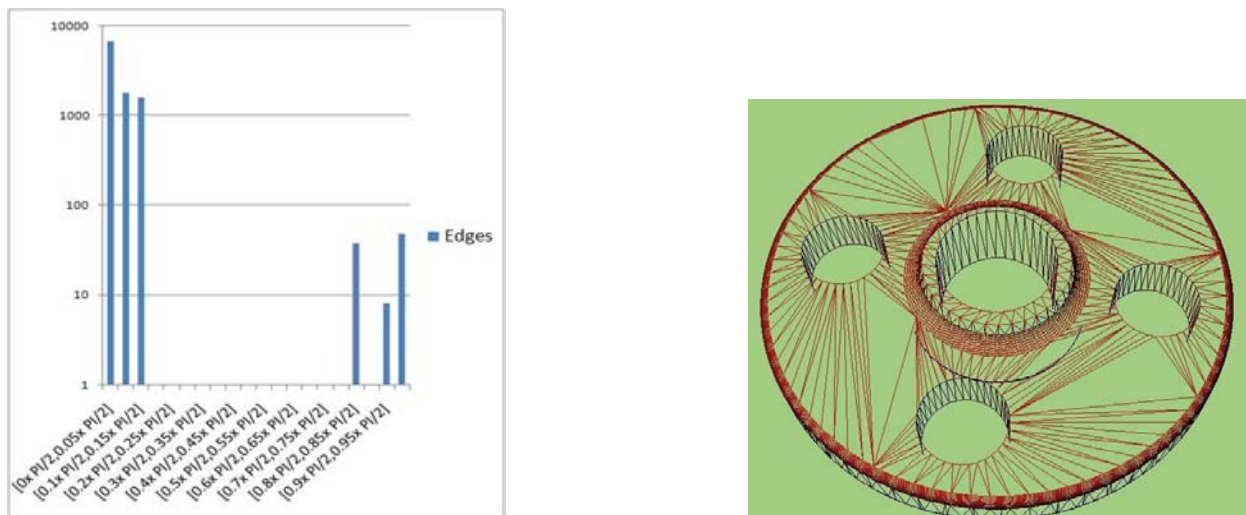 10000
1000
100
10
1
Edges
[0x PI/2,0.05x PI/2]
[0.1x PI/2,0.15x PI/2]
[0.2x PI/2,0.25x PI/2]
[0.3x PI/2,0.35x PI/2]
[0.4x PI/2,0.45x PI/2]
[0.5x PI/2,0.55x PI/2]
[0.6x PI/2,0.65x PI/2]
[0.7x PI/2,0.75x PI/2]
[0.8x PI/2,0.85x PI/2]
[0.9x PI/2,0.95x PI/2]